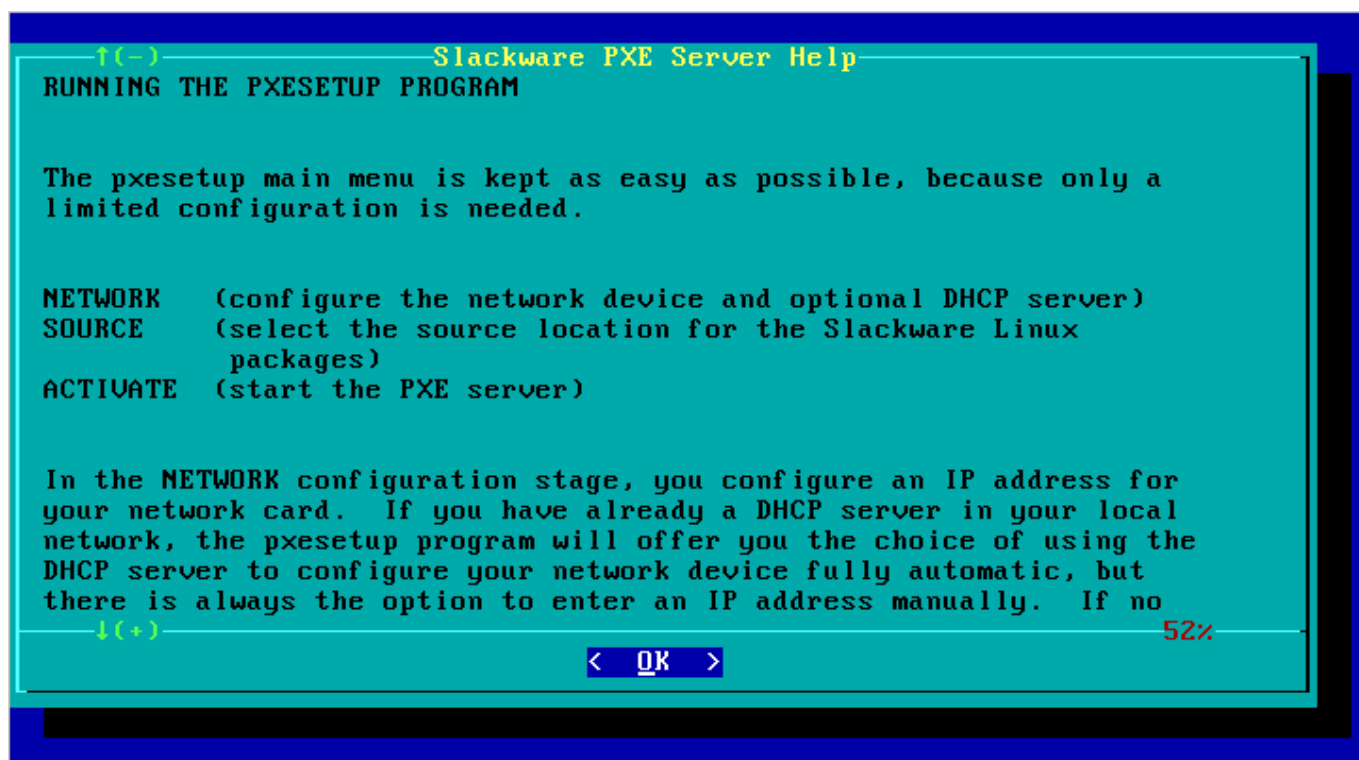 ↑(-) Slackware PXE Server Help
RUNNING THE PXESETUP PROGRAM
The pxesetup main menu is kept as easy as possible, because only a
limited configuration is needed.
NETWORK (configure the network device and optional DHCP server)
SOURCE (select the source location for the Slackware Linux
packages)
ACTIVATE (start the PXE server)
In the NETWORK configuration stage, you configure an IP address for
your network card. If you have already a DHCP server in your local
network, the pxesetup program will offer you the choice of using the
DHCP server to configure your network device fully automatic, but
there is always the option to enter an IP address manually. If no
↓(+) 52%
< OK >